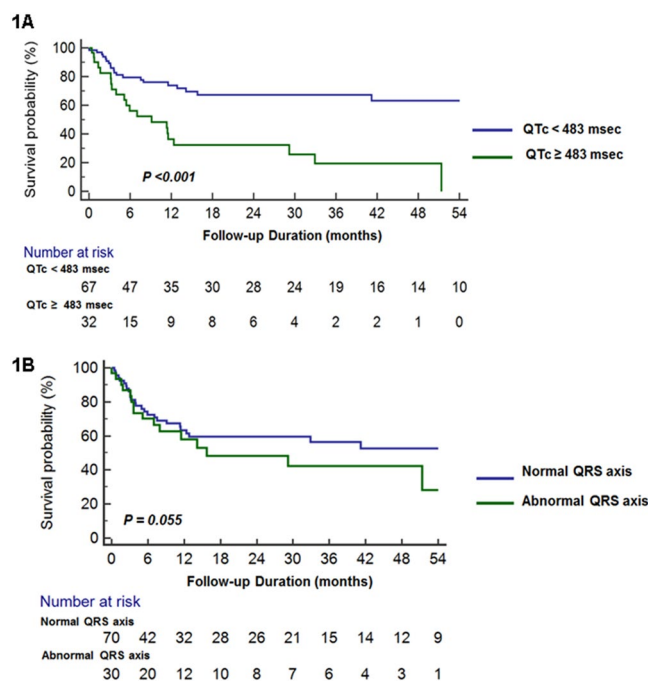 1A
Survival probability (%)
100
80
60
40
20
0
P <0.001
0 6 12 18 24 30 36 42 48 54
Follow-up Duration (months)
QTc < 483 msec
QTc ≥ 483 msec
Number at risk
QTc < 483 msec
67 47 35 30 28 24 19 16 14 10
QTc ≥ 483 msec
32 15 9 8 6 4 2 2 1 0
1B
Survival probability (%)
100
80
60
40
20
0
P = 0.055
0 6 12 18 24 30 36 42 48 54
Follow-up Duration (months)
Normal QRS axis
Abnormal QRS axis
Number at risk
Normal QRS axis
70 42 32 28 26 21 15 14 12 9
Abnormal QRS axis
30 20 12 10 8 7 6 4 3 1